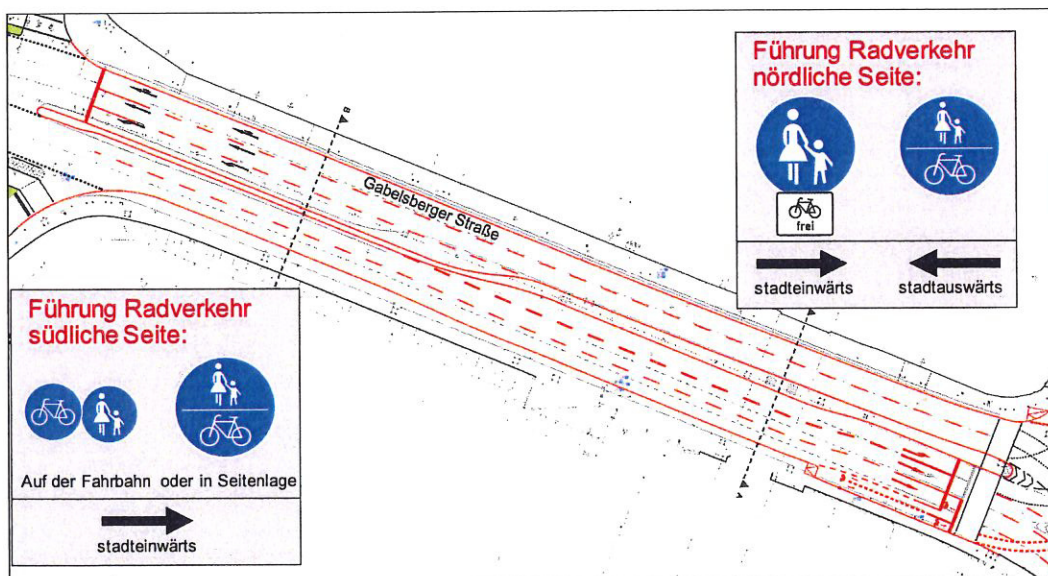 Führung Radverkehr
nördliche Seite:
frei
stadteinwärts
stadtauswärts
Gabelsberger Straße
B
B
A
Führung Radverkehr
südliche Seite:
Auf der Fahrbahn oder in Seitenlage
stadteinwärts